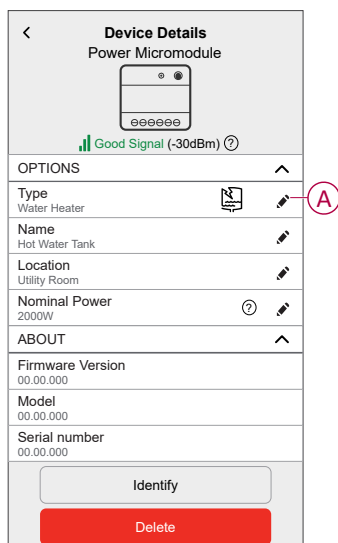 Device Details
Power Micromodule
Good Signal (-30dBm) ?
OPTIONS
Type
Water Heater
A
Name
Hot Water Tank
Location
Utility Room
Nominal Power
2000W
?
ABOUT
Firmware Version
00.00.000
Model
00.00.000
Serial number
00.00.000
Identify
Delete